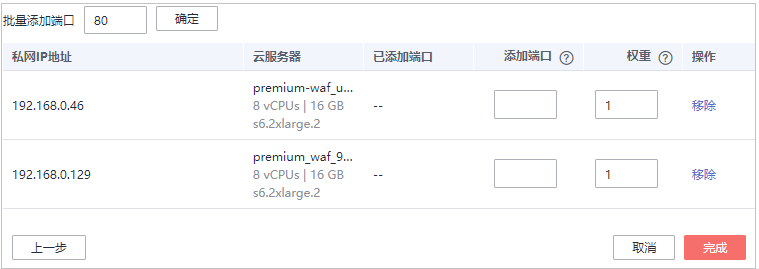 批量添加端口 80 确定
私网IP地址 云服务器 已添加端口 添加端口 ? 权重 ? 操作
premium-waf_u...
192.168.0.46 8 vCPUs | 16 GB -- 1 移除
s6.2xlarge.2
premium_waf_9...
192.168.0.129 8 vCPUs | 16 GB -- 1 移除
s6.2xlarge.2
上一步 取消 完成